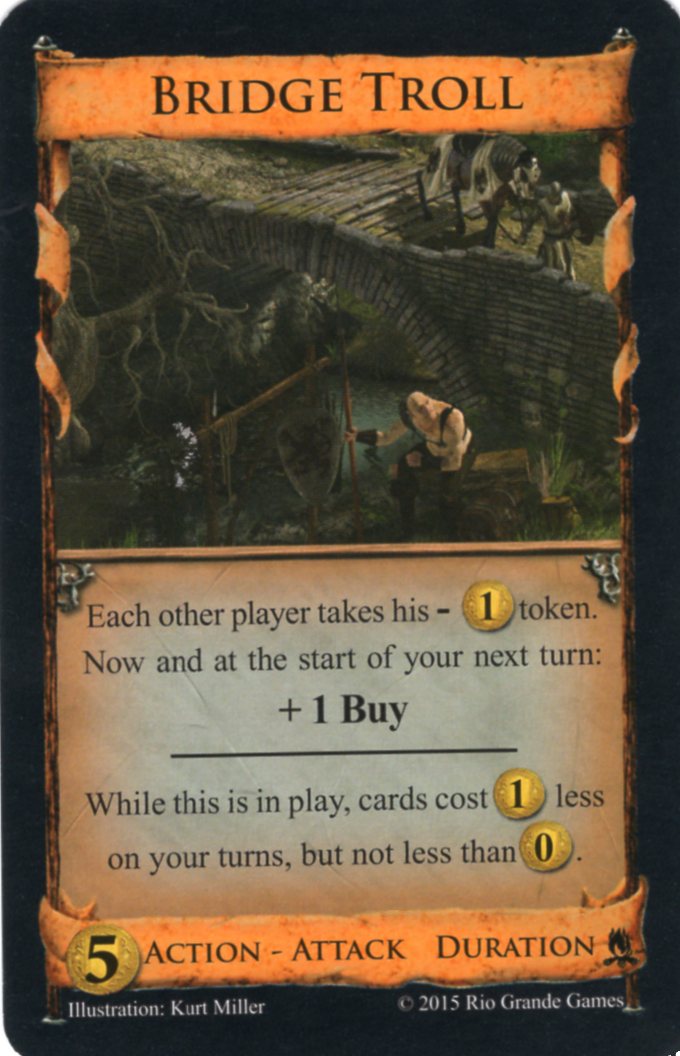 BRIDGE TROLL
Each other player takes his - 1 token.
Now and at the start of your next turn:
+ 1 Buy
While this is in play, cards cost 1 less
on your turns, but not less than 0.
5 ACTION - ATTACK DURATION
Illustration: Kurt Miller © 2015 Rio Grande Games